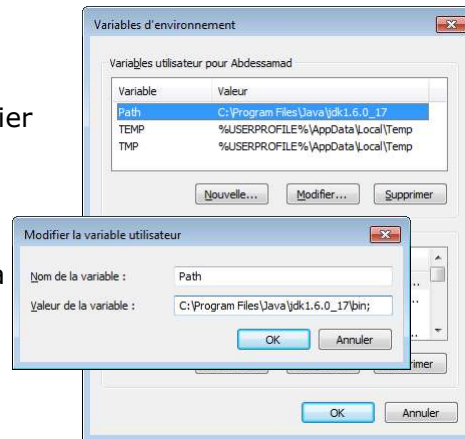 Variables d'environnement
Variables utilisateur pour Abdessamad
Variable Valeur
Path C:\Program Files\Java\jdk1.6.0_17
TEMP %USERPROFILE%\AppData\Local\Temp
TMP %USERPROFILE%\AppData\Local\Temp
ier
Nouvelle... Modifier... Supprimer
Modifier la variable utilisateur
Nom de la variable : Path
Valeur de la variable : C:\Program Files\Java\jdk1.6.0_17\bin;
OK Annuler
rimer
OK Annuler